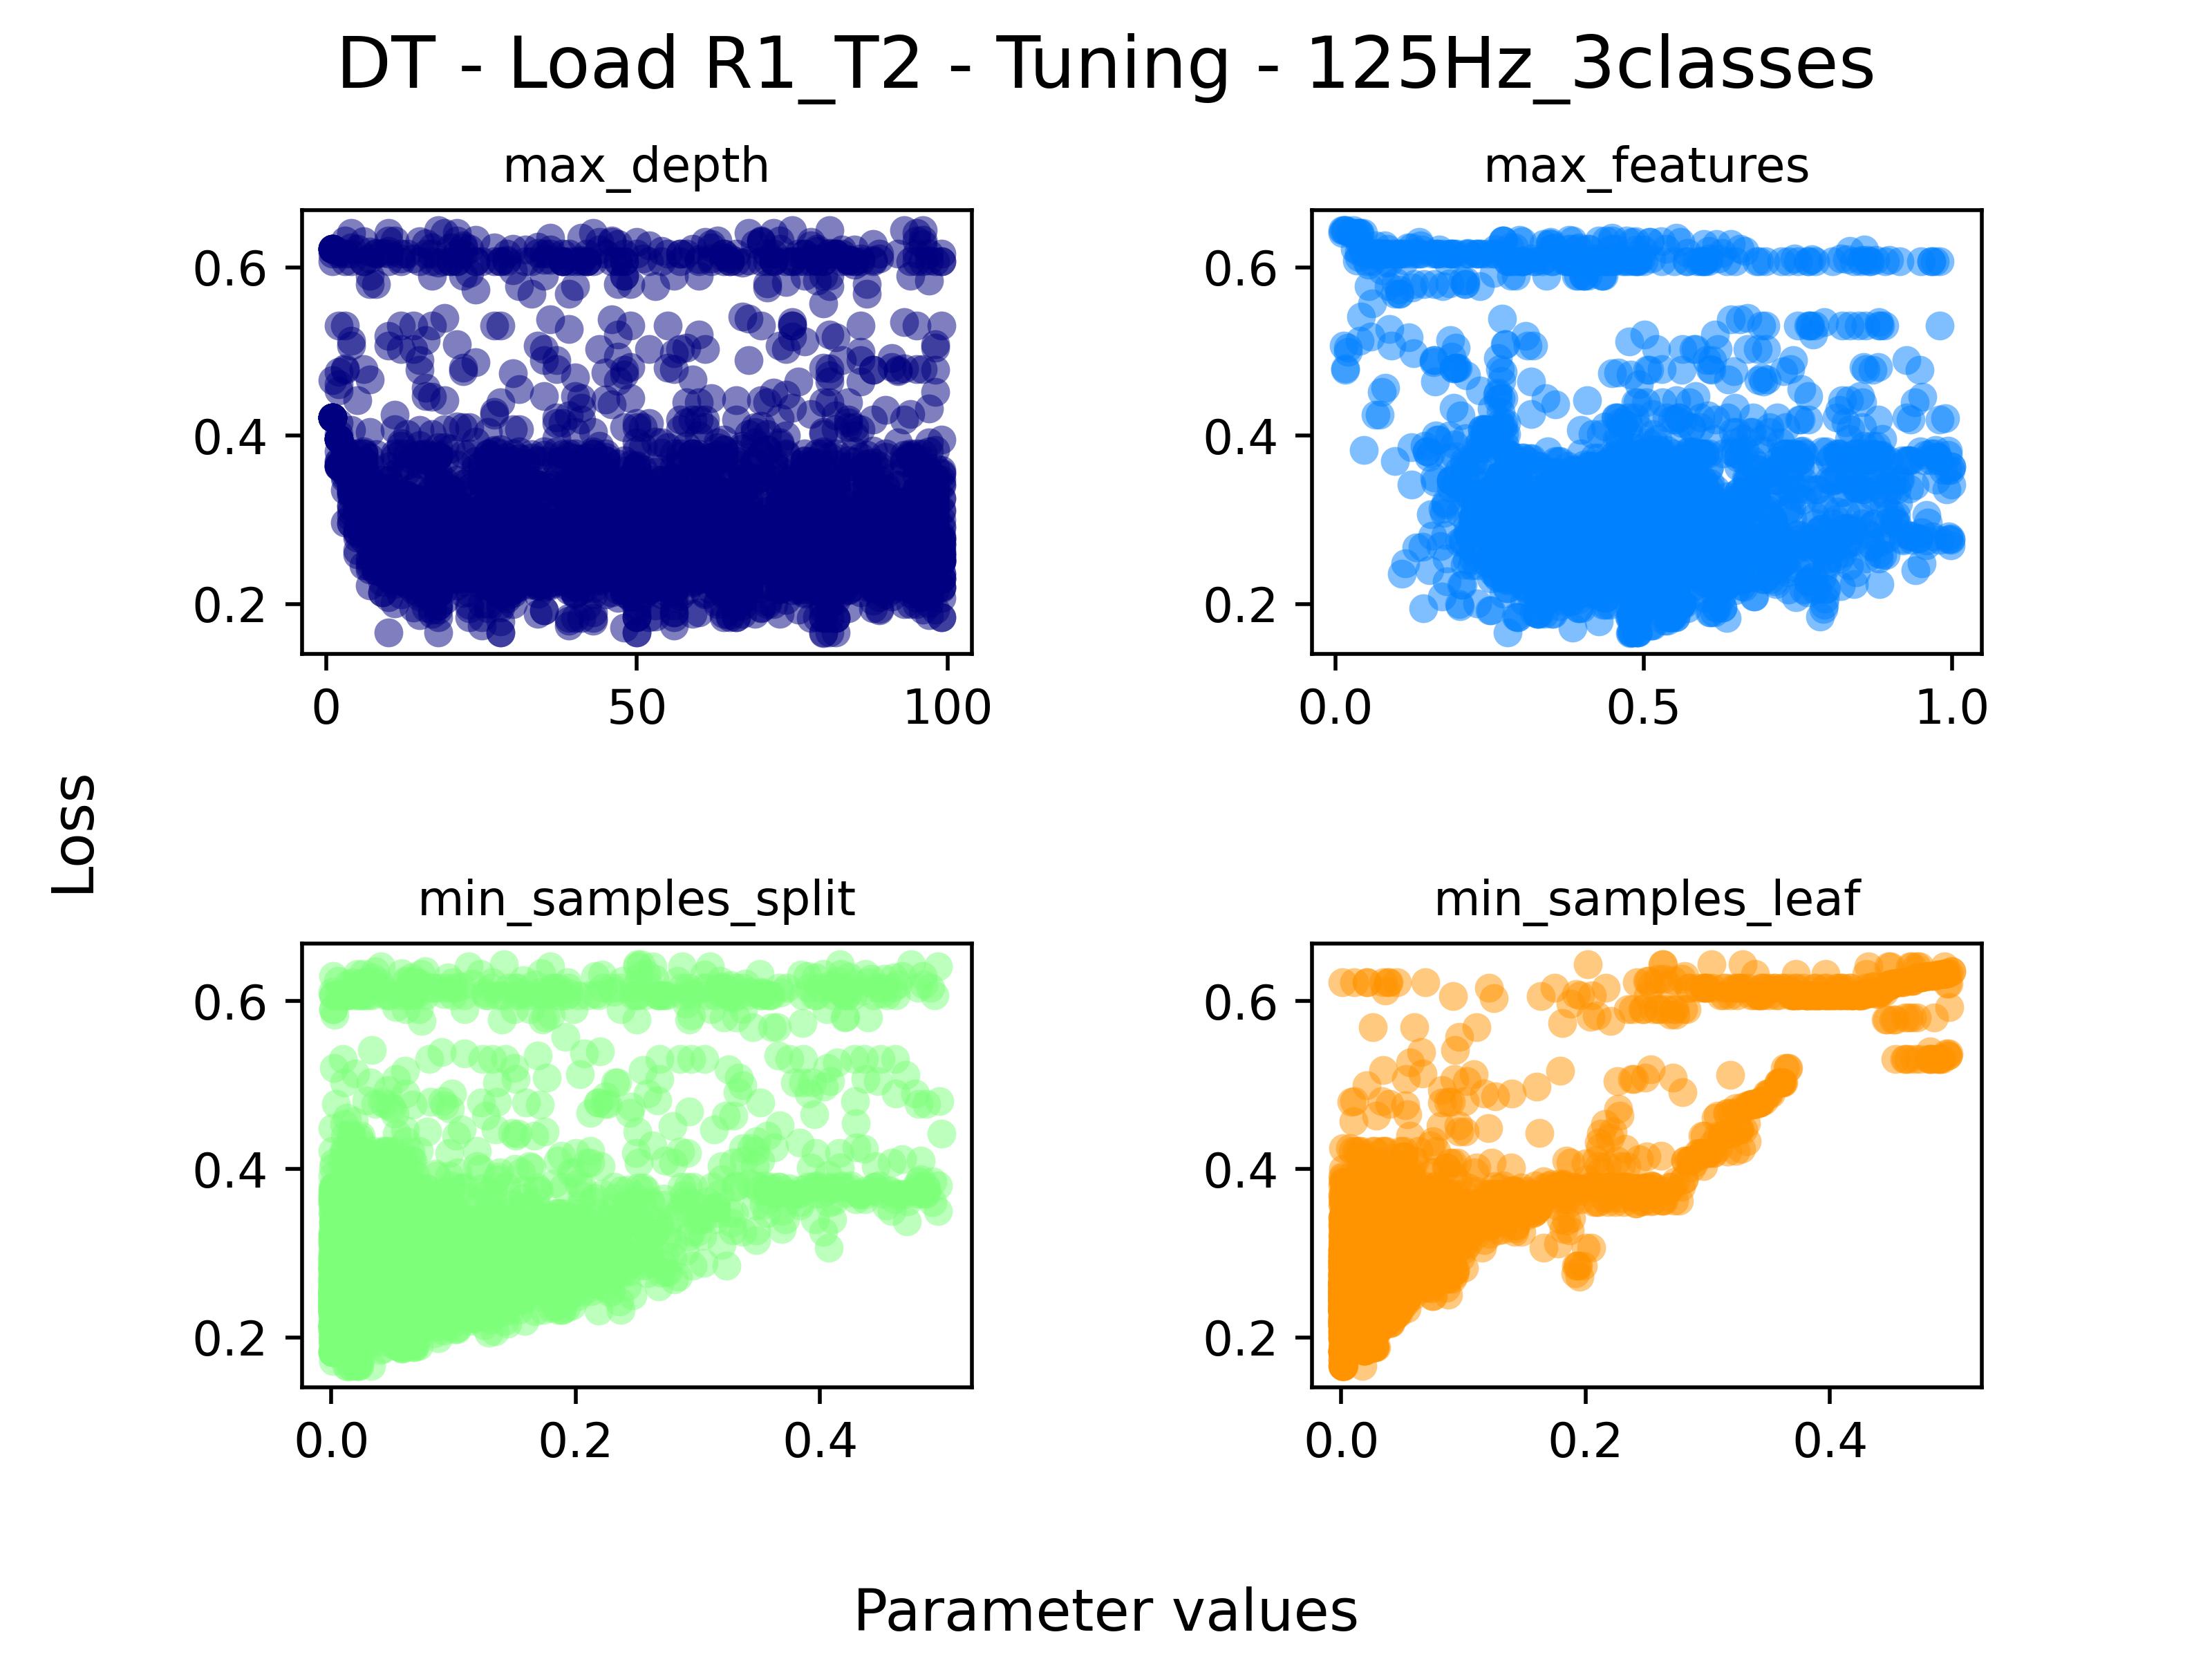 DT - Load R1_T2 - Tuning - 125Hz_3classes
max_depth
max_features
0.6
0.4
0.2
0 50 100
0.6
0.4
0.2
0.0 0.5 1.0
Loss
min_samples_split
min_samples_leaf
0.6
0.4
0.2
0.0 0.2 0.4
0.6
0.4
0.2
0.0 0.2 0.4
Parameter values